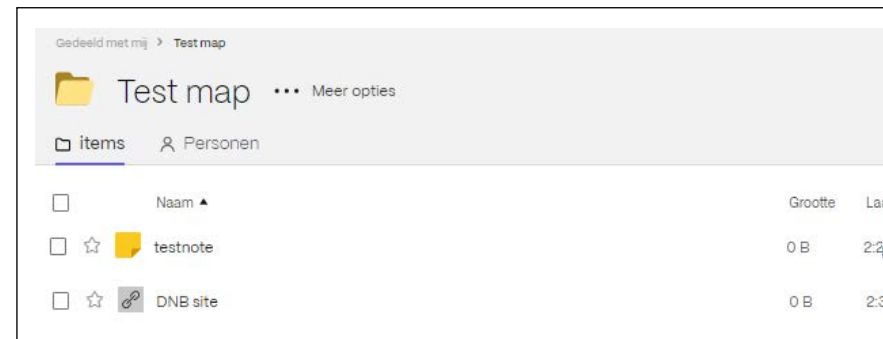 Gedeeld met mij > Test map
Test map ••• Meer opties
items Personen
Naam ▲ Grootte
testnote 0 B
DNB site 0 B